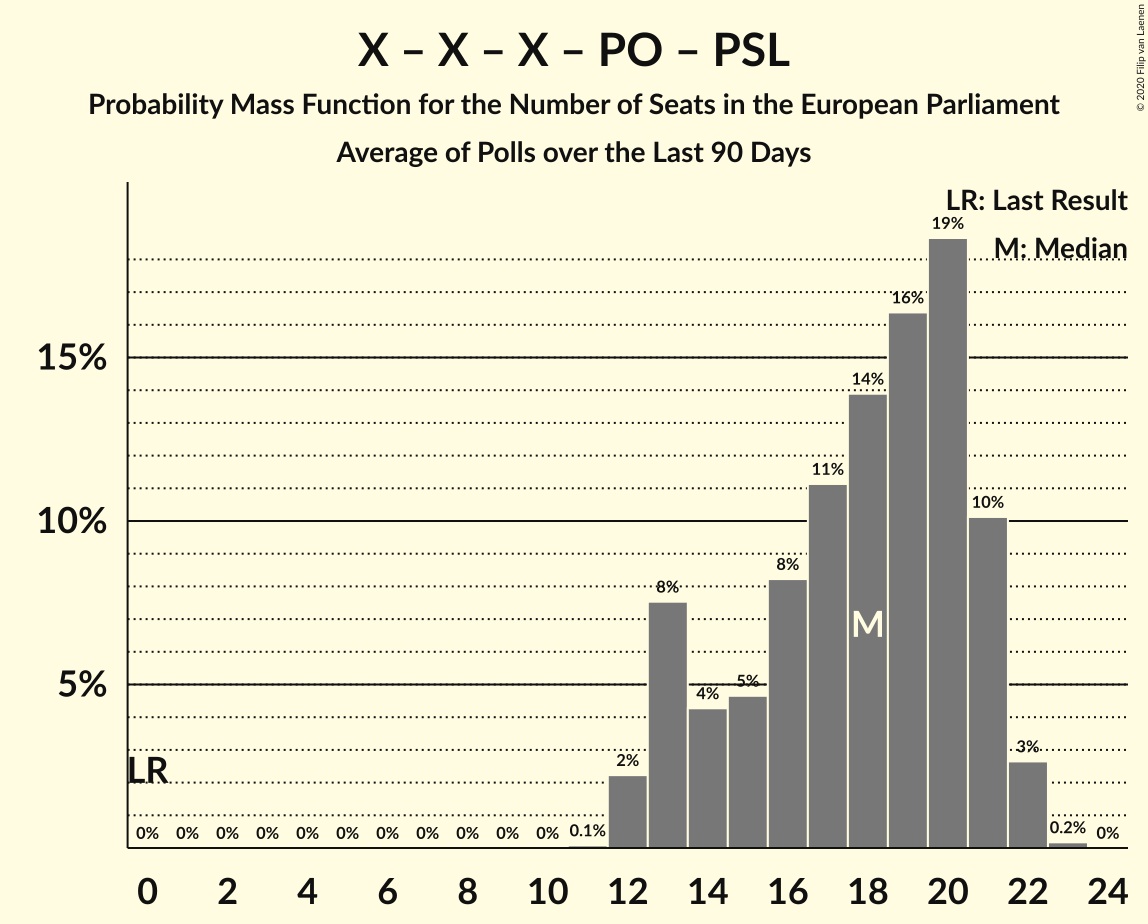 X – X – X – PO – PSL
Probability Mass Function for the Number of Seats in the European Parliament
Average of Polls over the Last 90 Days
© 2020 Filip van Laenen
LR: Last Result
M: Median
15%
10%
5%
LR
M
0% 0% 0% 0% 0% 0% 0% 0% 0% 0% 0% 0.1% 2% 8% 4% 5% 8% 11% 14% 16% 19% 10% 3% 0.2% 0%
0 2 4 6 8 10 12 14 16 18 20 22 24